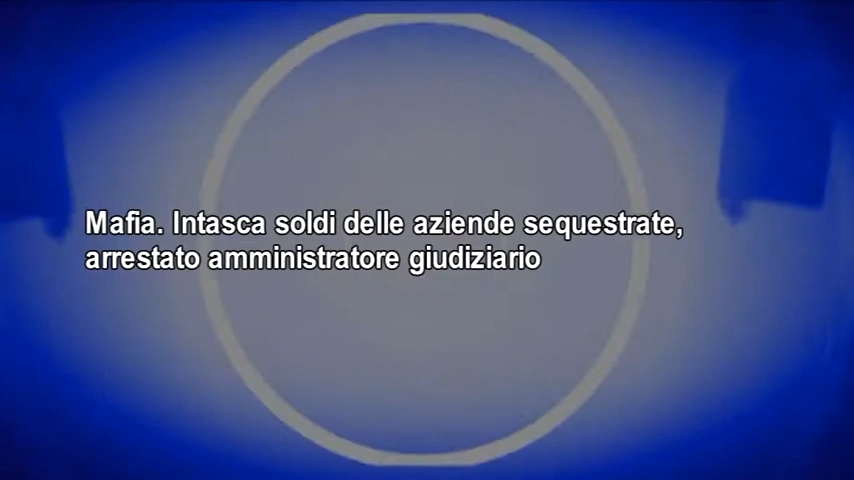 Mafia. Intasca soldi delle aziende sequestrate,
arrestato amministratore giudiziario